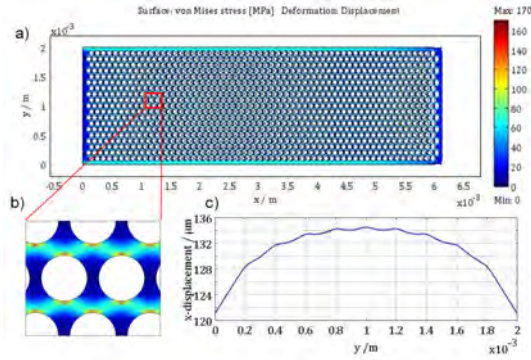 Surface: von Mises stress [MPa] Deformation: Displacement
Max: 170
a)
x10⁻³
2
1.5
1
0.5
0
y / m
-0.5 0 0.5 1 1.5 2 2.5 3 3.5 4 4.5 5 5.5 6 6.5
x / m
x10⁻³
160
140
120
100
80
60
40
20
0
Min: 0
b)
c)
136
132
128
124
120
x-displacement / μm
0 0.2 0.4 0.6 0.8 1 1.2 1.4 1.6 1.8 2
y / m
x10⁻³